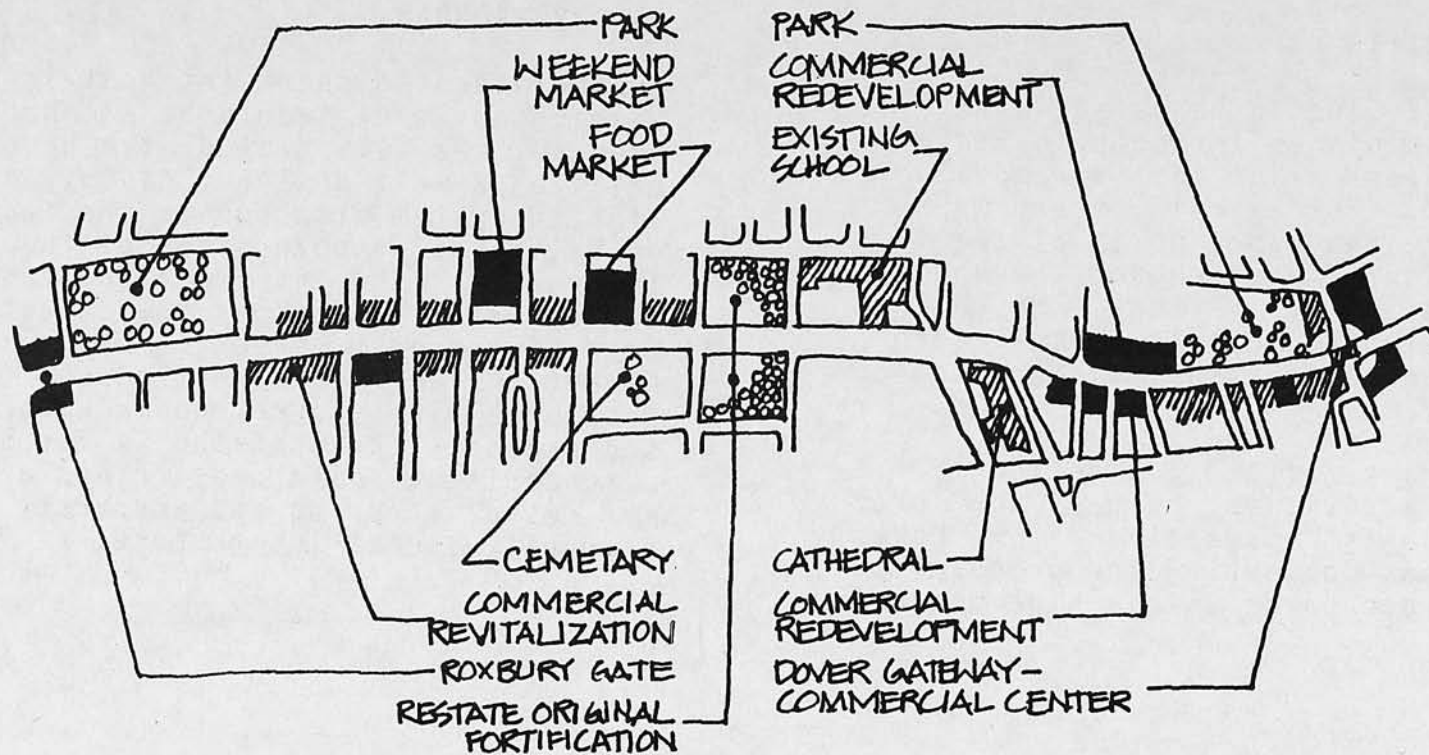 PARK
WEEKEND
MARKET
FOOD
MARKET
PARK
COMMERCIAL
REDEVELOPMENT
EXISTING
SCHOOL
CEMETARY
COMMERCIAL
REVITALIZATION
ROXBURY GATE
RESTATE ORIGINAL
FORTIFICATION
CATHEDRAL
COMMERCIAL
REDEVELOPMENT
DOVER GATEWAY-
COMMERCIAL CENTER